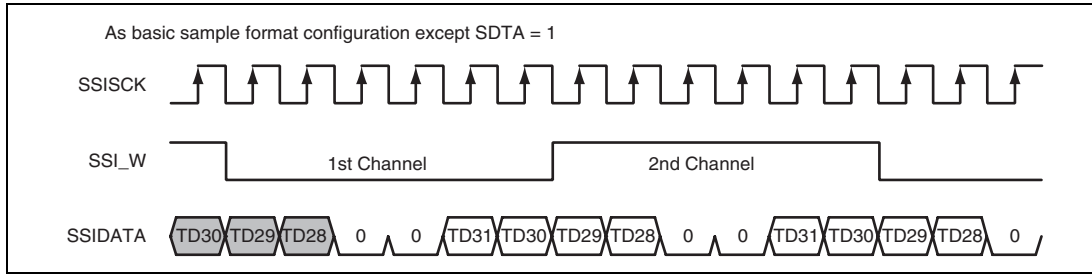 As basic sample format configuration except SDTA = 1
SSISCK
SSI_W 1st Channel 2nd Channel
SSIDATA TD30 TD29 TD28 0 0 TD31 TD30 TD29 TD28 0 0 TD31 TD30 TD29 TD28 0